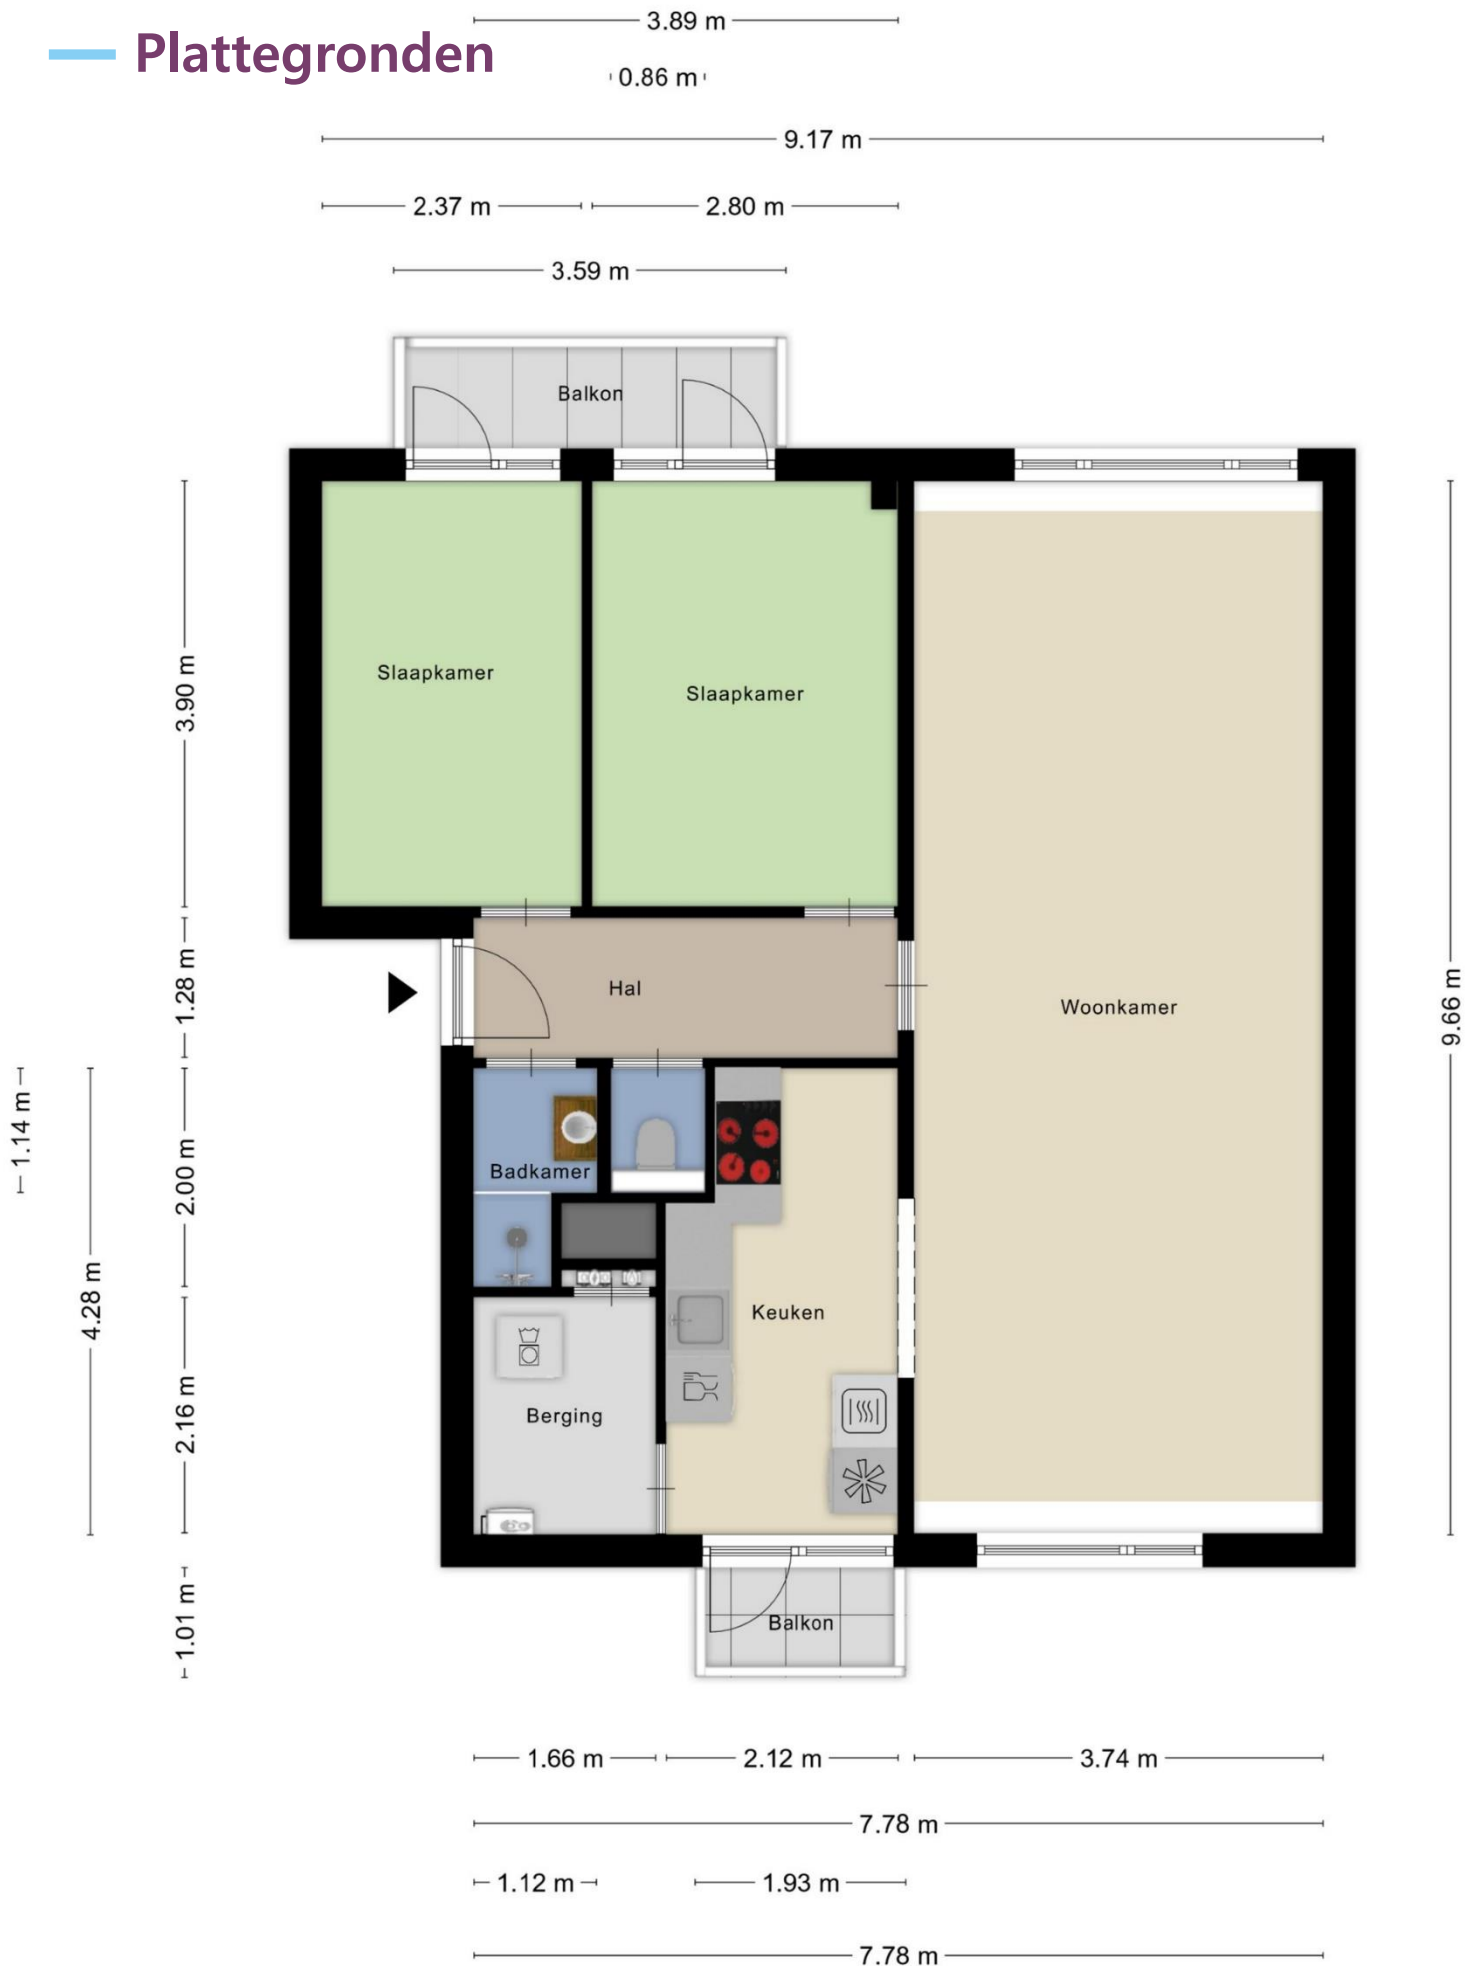 3.89 m
Plattegronden
0.86 m
9.17 m
2.37 m
2.80 m
3.59 m
Balkon
Slaapkamer
Slaapkamer
3.90 m
1.28 m
Hal
Woonkamer
9.66 m
1.14 m
2.00 m
Badkamer
4.28 m
Keuken
2.16 m
Berging
1.01 m
Balkon
1.66 m
2.12 m
3.74 m
7.78 m
1.12 m
1.93 m
7.78 m